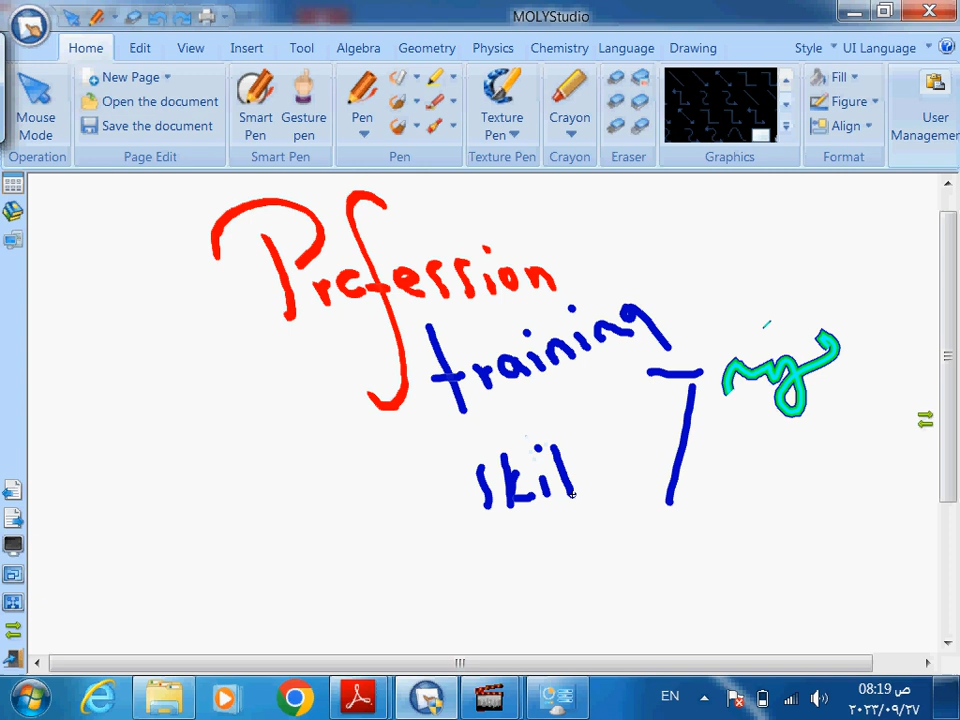 MOLYStudio
Home Edit View Insert Tool Algebra Geometry Physics Chemistry Language Drawing Style UI Language
Mouse Mode
Operation
New Page
Open the document
Save the document
Page Edit
Smart Pen
Gesture pen
Smart Pen
Pen
Pen
Texture Pen
Texture Pen
Crayon
Crayon
Eraser
Graphics
Fill
Figure
Align
Format
User Managemen
Profession
training
skil
EN
08:19 ص
٢٠٢٣/٠٩/٢٧